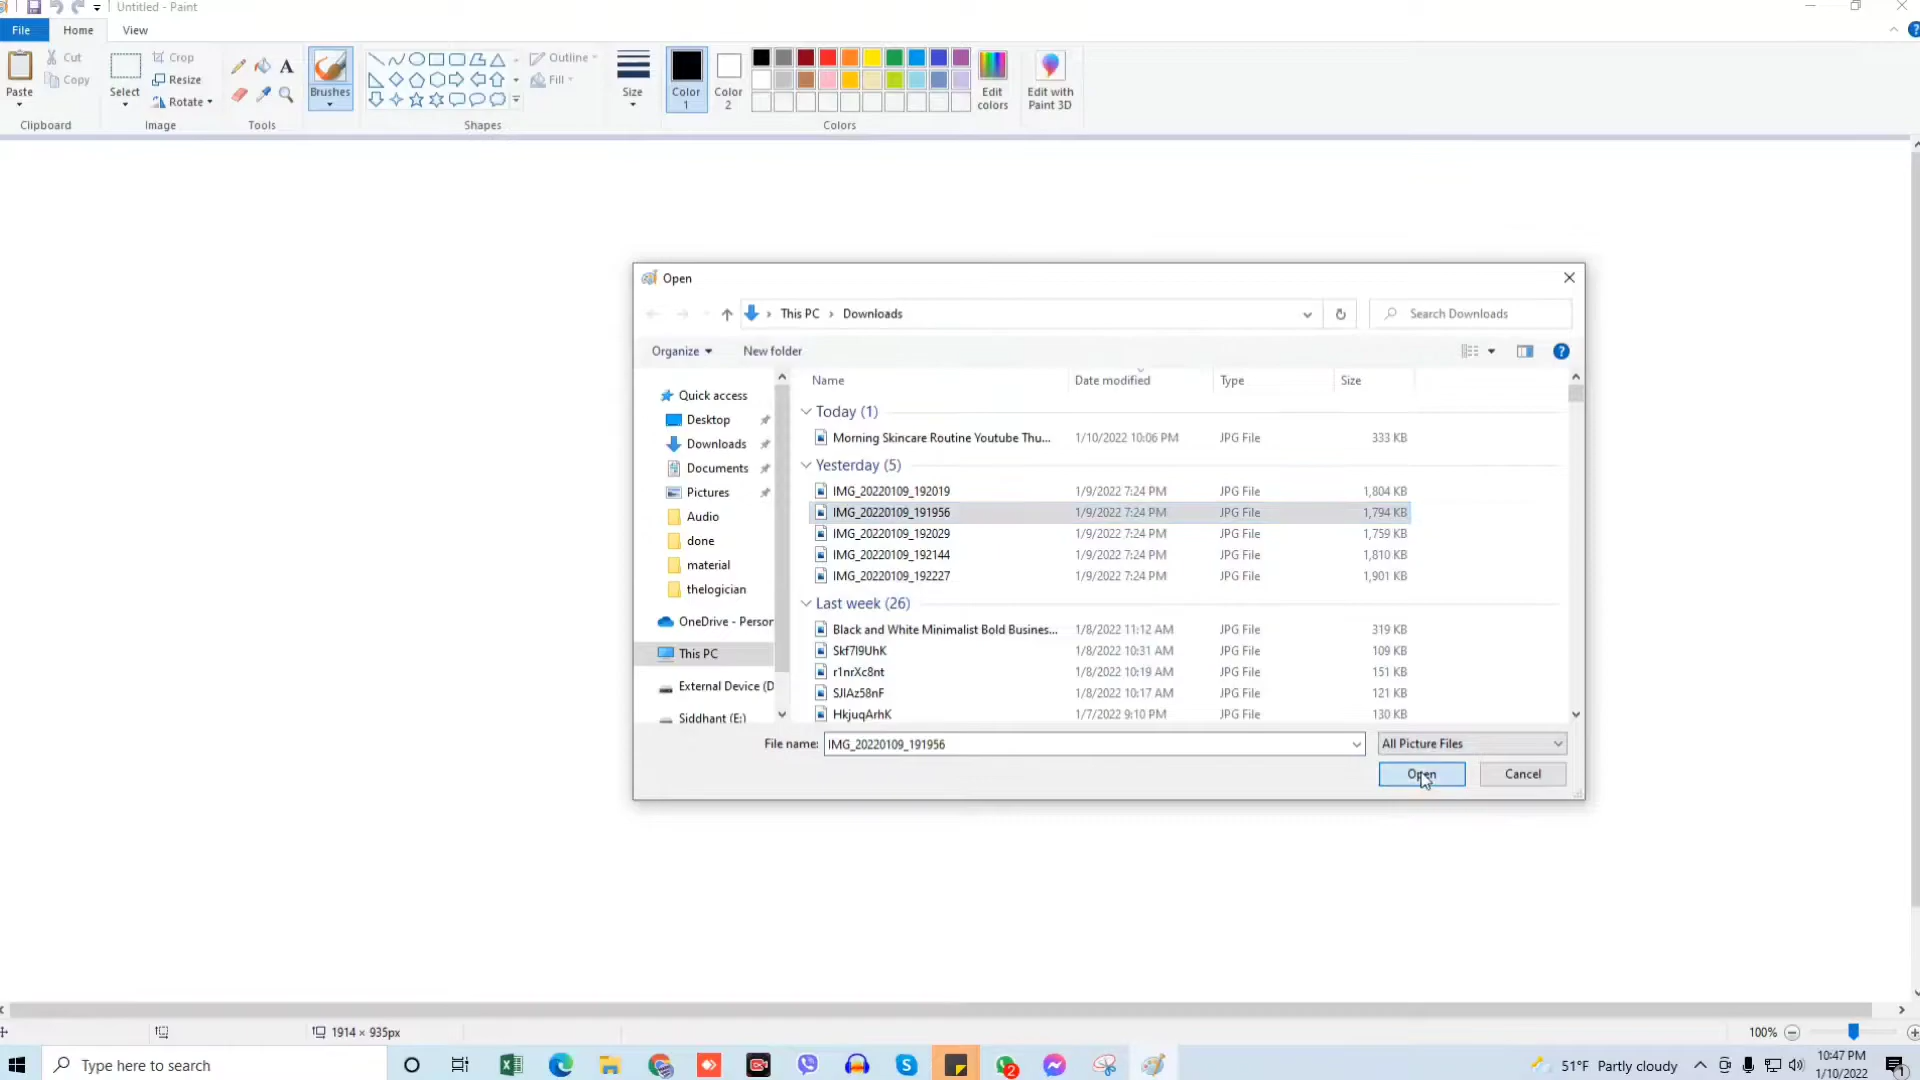 Untitled - Paint
File
Home
View
Paste
Cut
Copy
Clipboard
Select
Crop
Resize
Rotate
Image
A
Tools
Brushes
Shapes
Outline
Fill
Size
Color
1
Color
2
Colors
Edit
colors
Edit with
Paint 3D
Open
This PC
Downloads
Search Downloads
Organize
New folder
Name
Date modified
Type
Size
Quick access
Desktop
Downloads
Documents
Pictures
Audio
done
material
thelogician
OneDrive - Person
This PC
External Device (D
Siddhant (E:)
Today (1)
Morning Skincare Routine Youtube Thu... 1/10/2022 10:06 PM JPG File 333 KB
Yesterday (5)
IMG_20220109_192019 1/9/2022 7:24 PM JPG File 1,804 KB
IMG_20220109_191956 1/9/2022 7:24 PM JPG File 1,794 KB
IMG_20220109_192029 1/9/2022 7:24 PM JPG File 1,759 KB
IMG_20220109_192144 1/9/2022 7:24 PM JPG File 1,810 KB
IMG_20220109_192227 1/9/2022 7:24 PM JPG File 1,901 KB
Last week (26)
Black and White Minimalist Bold Busines... 1/8/2022 11:12 AM JPG File 319 KB
Skf7l9UhK 1/8/2022 10:31 AM JPG File 109 KB
r1nrXc8nt 1/8/2022 10:19 AM JPG File 151 KB
SJIAz58nF 1/8/2022 10:17 AM JPG File 121 KB
HkjuqArhK 1/7/2022 9:10 PM JPG File 130 KB
File name: IMG_20220109_191956
All Picture Files
Open
Cancel
1914 × 935px
100%
Type here to search
2
51°F Partly cloudy
10:47 PM
1/10/2022
1